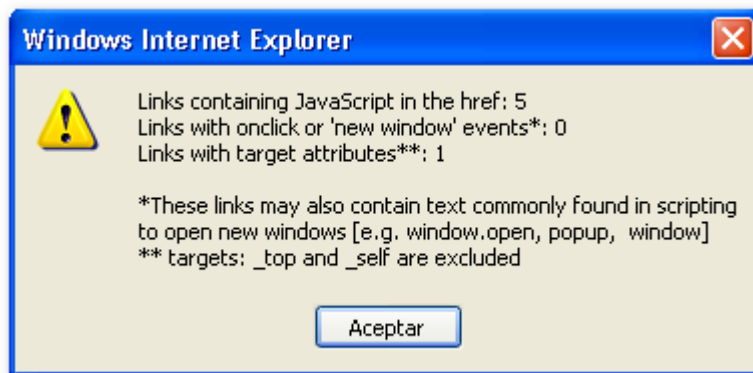 Windows Internet Explorer
Links containing JavaScript in the href: 5
Links with onclick or 'new window' events*: 0
Links with target attributes**: 1
*These links may also contain text commonly found in scripting
to open new windows [e.g. window.open, popup,  window]
** targets: _top and _self are excluded
Aceptar